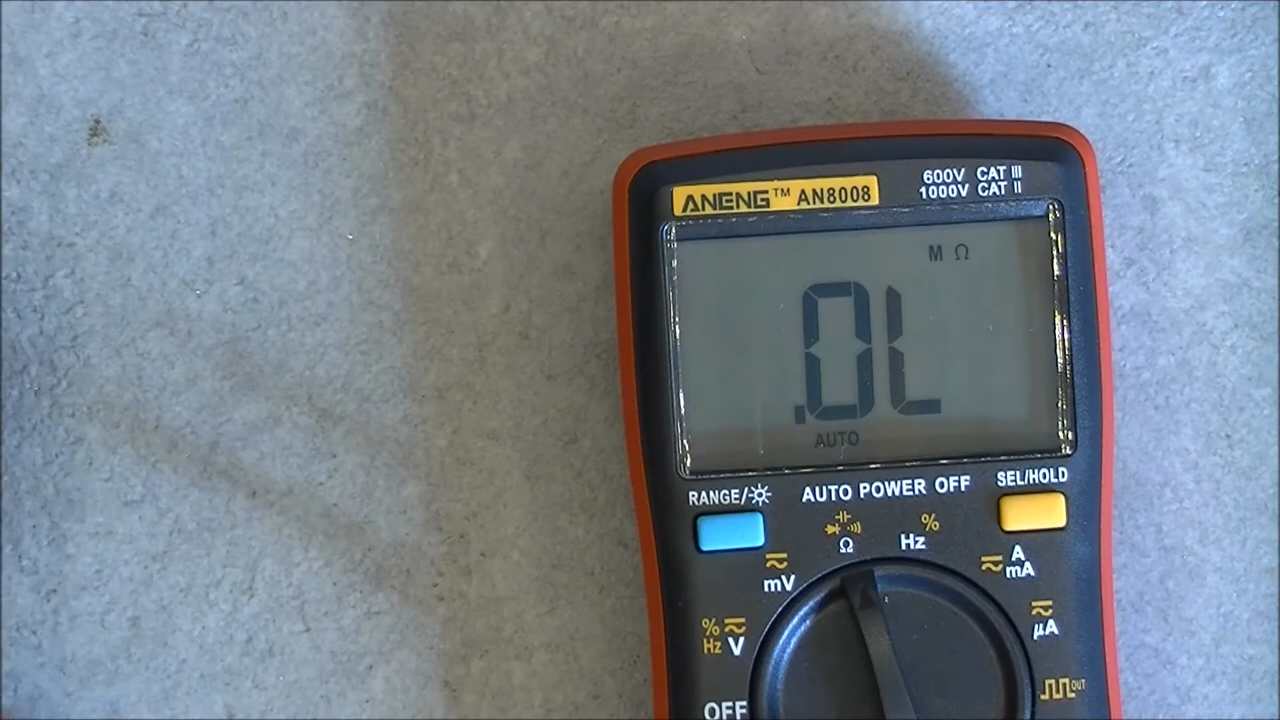 ANENG™ AN8008
600V CAT III
1000V CAT II
M Ω
.0L
AUTO
RANGE/
AUTO POWER OFF
SEL/HOLD
Ω
Hz
%
mV
A
mA
%
Hz V
µA
OFF
OUT